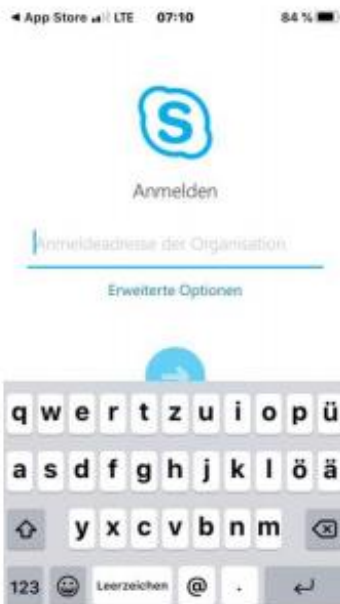 ◀ App Store LTE 07:10 84 %
S
Anmelden
Anmeldeadresse der Organisation
Erweiterte Optionen
q w e r t z u i o p ü
a s d f g h j k l ö ä
y x c v b n m
123 Leerzeichen @ .